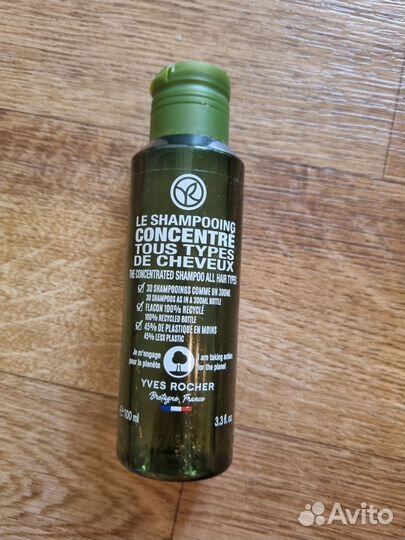 LE SHAMPOOING
CONCENTRÉ
TOUS TYPES
DE CHEVEUX
THE CONCENTRATED SHAMPOO ALL HAIR TYPES
30 SHAMPOOINGS COMME UN 300ML
30 SHAMPOOS AS IN A 300ML BOTTLE
FLACON 100% RECYCLÉ
100% RECYCLED BOTTLE
45% DE PLASTIQUE EN MOINS
45% LESS PLASTIC
Je m'engage pour la planète
I am taking action for the planet
YVES ROCHER
Bretagne, France
℮100 ml 3.3 fl. oz.
Avito